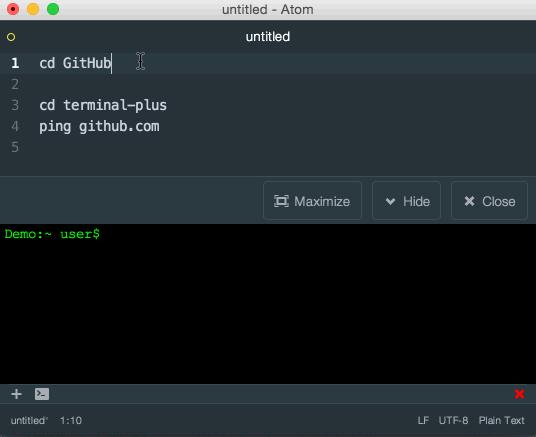 untitled - Atom
untitled
1 cd GitHub
2
3 cd terminal-plus
4 ping github.com
5
Maximize Hide Close
Demo:~ user$
untitled* 1:10 LF UTF-8 Plain Text